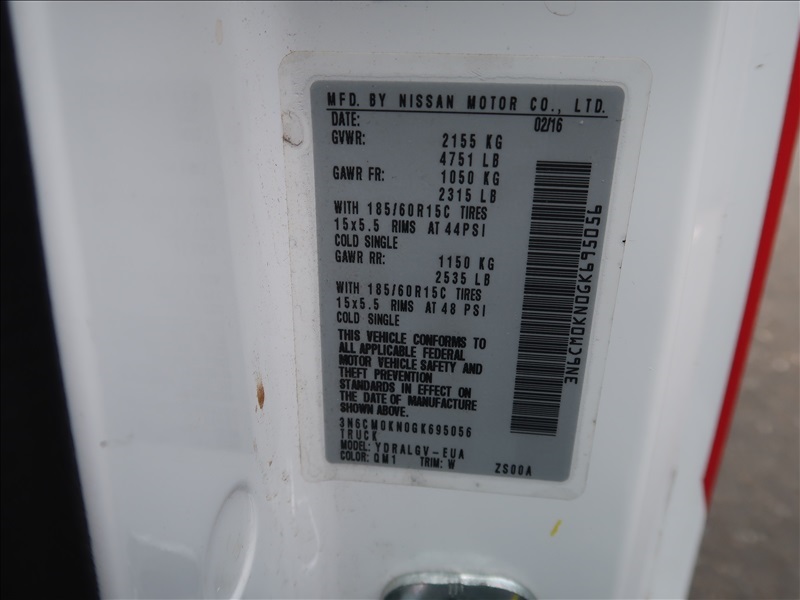 MFD. BY NISSAN MOTOR CO., LTD.
DATE: 02/16
GVWR: 2155 KG
4751 LB
GAWR FR: 1050 KG
2315 LB
WITH 185/60R15C TIRES
15x5.5 RIMS AT 44PSI
COLD SINGLE
GAWR RR: 1150 KG
2535 LB
WITH 185/60R15C TIRES
15x5.5 RIMS AT 48 PSI
COLD SINGLE
THIS VEHICLE CONFORMS TO
ALL APPLICABLE FEDERAL
MOTOR VEHICLE SAFETY AND
THEFT PREVENTION
STANDARDS IN EFFECT ON
THE DATE OF MANUFACTURE
SHOWN ABOVE.
3N6CM0KN0GK695056
TRUCK
MODEL: YDRALGV-EUA
COLOR: QM1 TRIM: W ZS00A
3N6CM0KN0GK695056